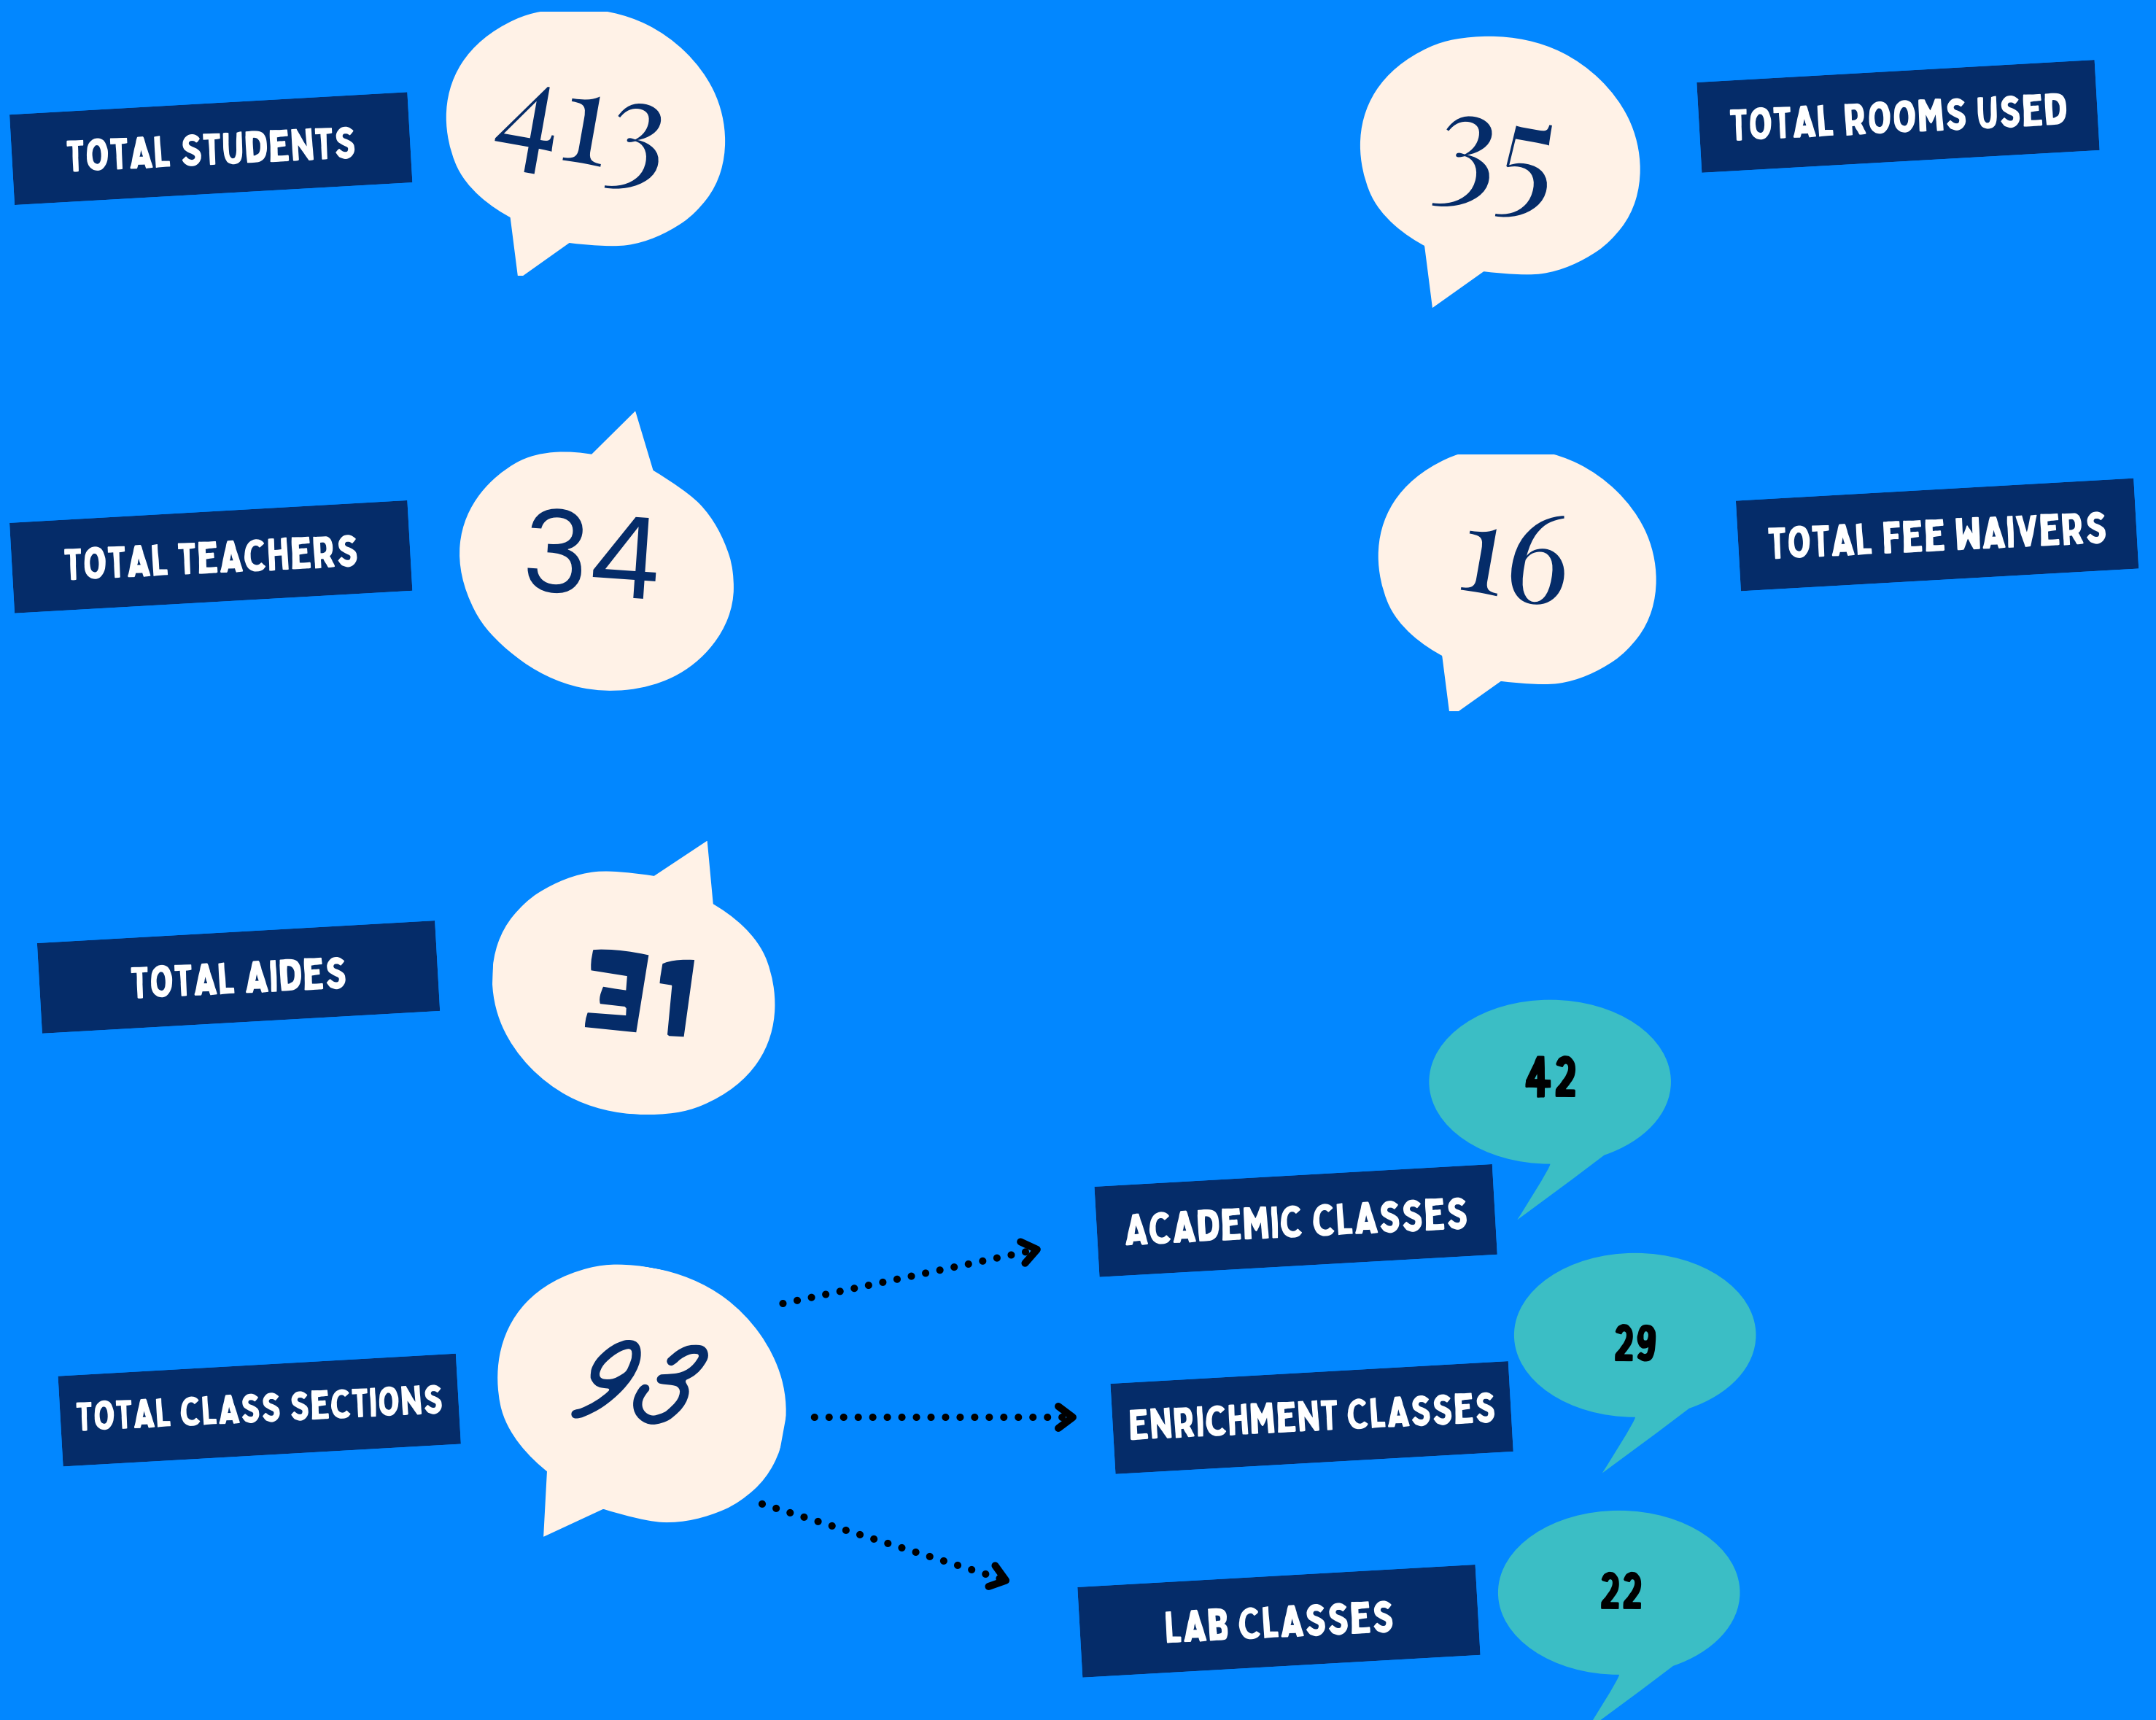 TOTAL STUDENTS
413
TOTAL ROOMS USED
35
TOTAL TEACHERS
34
TOTAL FEE WAIVERS
16
TOTAL AIDES
31
TOTAL CLASS SECTIONS
93
ACADEMIC CLASSES
42
ENRICHMENT CLASSES
29
LAB CLASSES
22